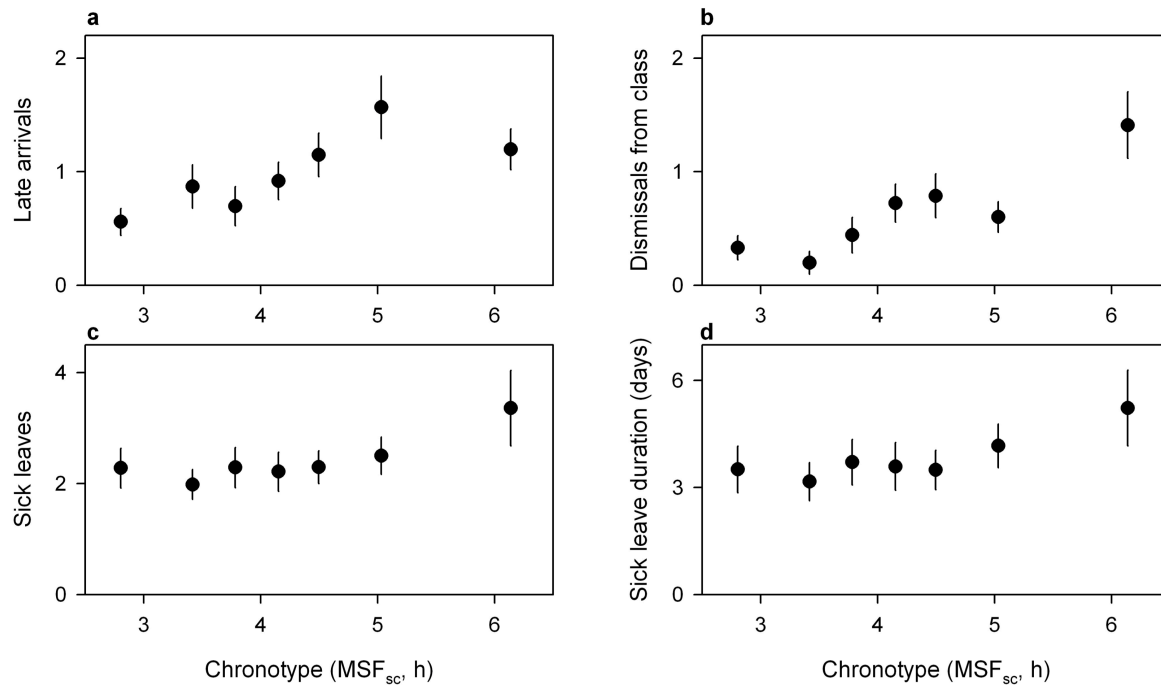 a
2
1
0
Late arrivals
3 4 5 6
b
2
1
0
Dismissals from class
3 4 5 6
c
4
2
0
Sick leaves
3 4 5 6
Chronotype (MSFsc, h)
d
6
3
0
Sick leave duration (days)
3 4 5 6
Chronotype (MSFsc, h)